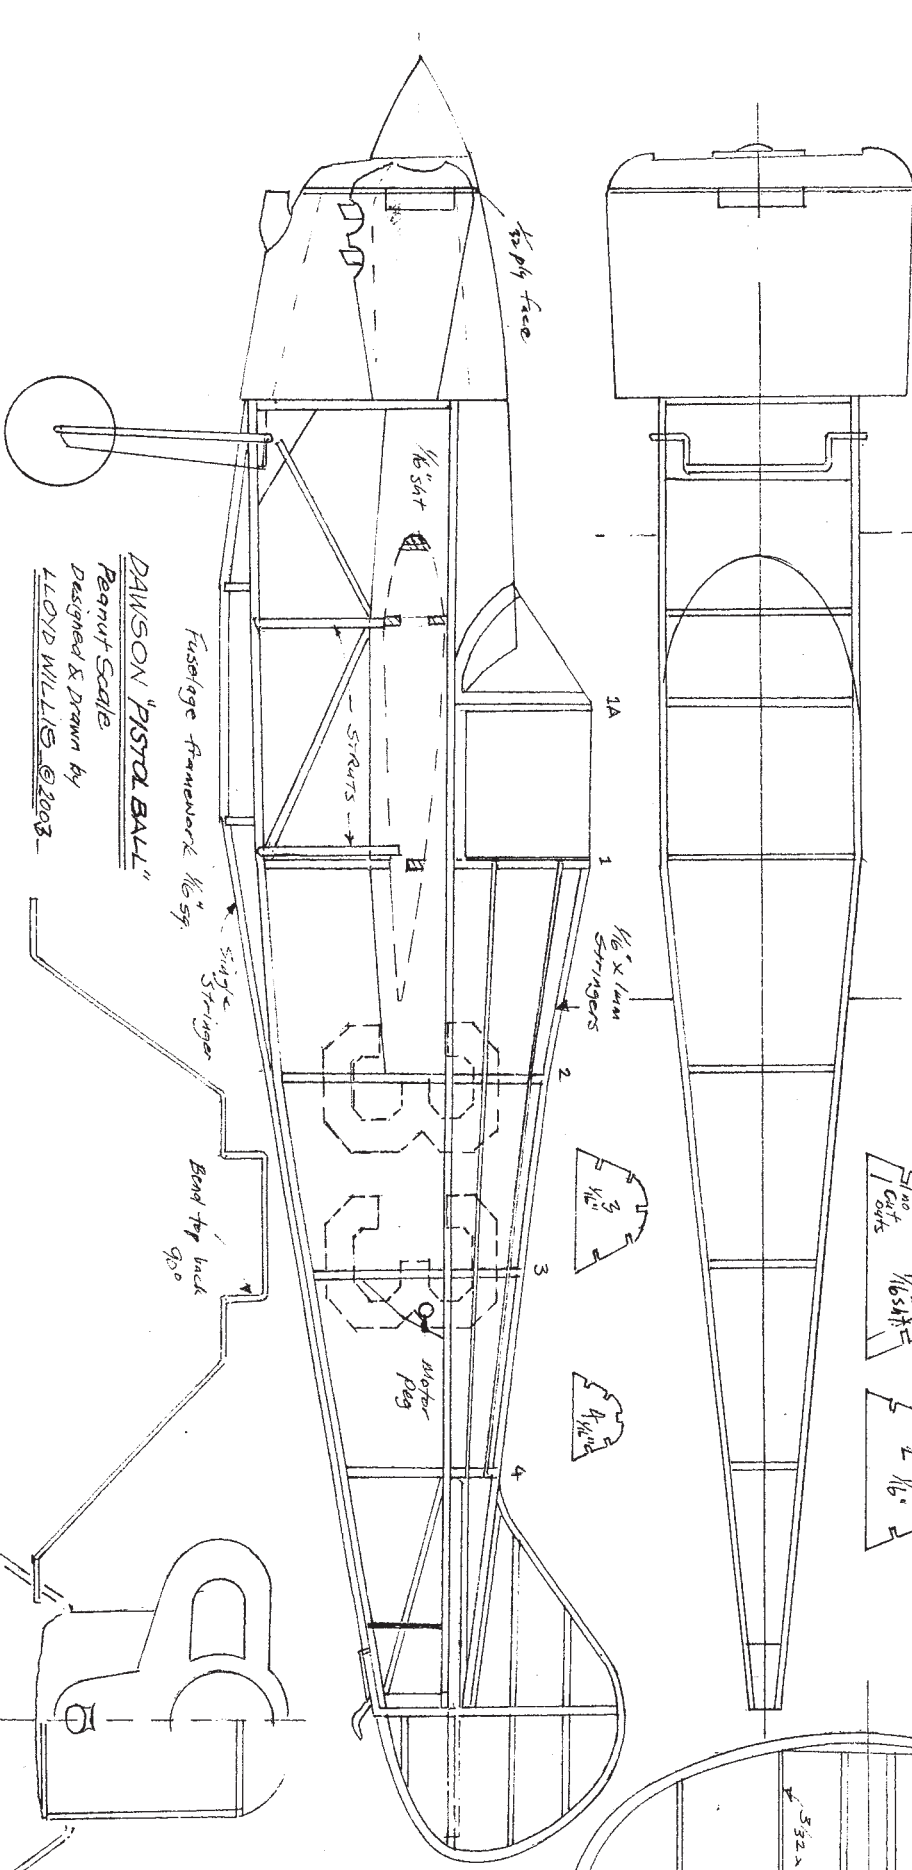 DAWSON "PISTOL BALL"
Peanut Scale
Designed & Drawn by
LLOYD WILLIS © 2003
Fuselage framework 1/16" sq.
1/32 ply face
1/16" sht
STRUTS
1A
1
2
3
4
1/16" x 1mm
Stringers
Single
Stringer
Bend top back
90°
Motor
peg
3
1/16"
4
1/16"
no
cut
outs
1/16 sht
2 1/16"
3/32 x